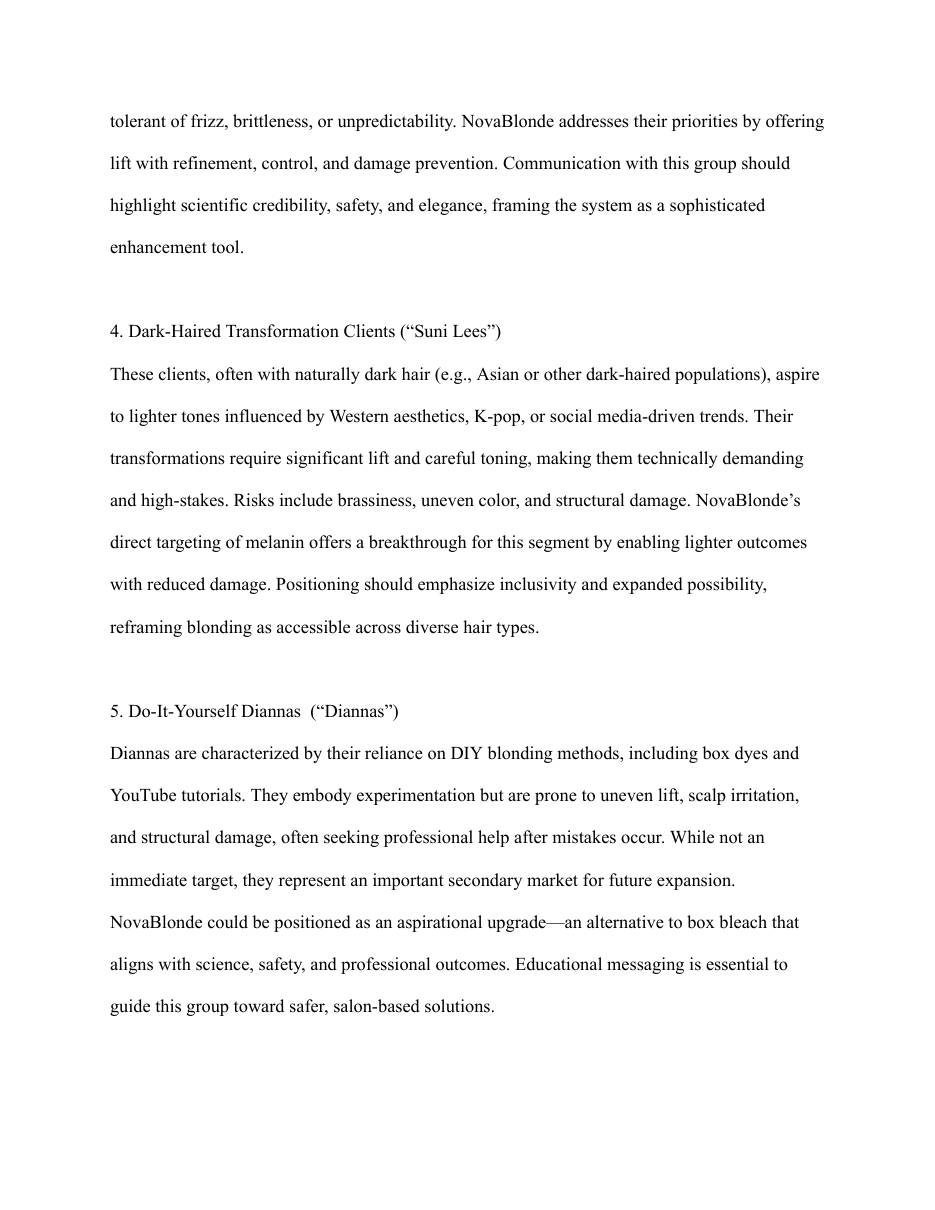 tolerant of frizz, brittleness, or unpredictability. NovaBlonde addresses their priorities by offering
lift with refinement, control, and damage prevention. Communication with this group should
highlight scientific credibility, safety, and elegance, framing the system as a sophisticated
enhancement tool.
4. Dark-Haired Transformation Clients (“Suni Lees”)
These clients, often with naturally dark hair (e.g., Asian or other dark-haired populations), aspire
to lighter tones influenced by Western aesthetics, K-pop, or social media-driven trends. Their
transformations require significant lift and careful toning, making them technically demanding
and high-stakes. Risks include brassiness, uneven color, and structural damage. NovaBlonde’s
direct targeting of melanin offers a breakthrough for this segment by enabling lighter outcomes
with reduced damage. Positioning should emphasize inclusivity and expanded possibility,
reframing blonding as accessible across diverse hair types.
5. Do-It-Yourself Diannas  (“Diannas”)
Diannas are characterized by their reliance on DIY blonding methods, including box dyes and
YouTube tutorials. They embody experimentation but are prone to uneven lift, scalp irritation,
and structural damage, often seeking professional help after mistakes occur. While not an
immediate target, they represent an important secondary market for future expansion.
NovaBlonde could be positioned as an aspirational upgrade—an alternative to box bleach that
aligns with science, safety, and professional outcomes. Educational messaging is essential to
guide this group toward safer, salon-based solutions.